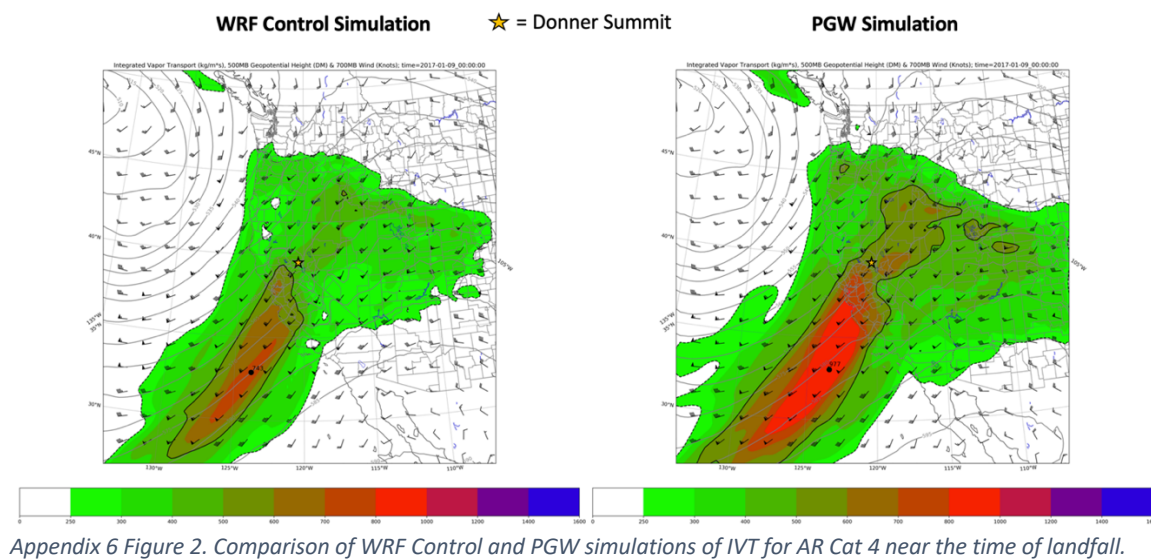 WRF Control Simulation
= Donner Summit
PGW Simulation
Integrated Vapor Transport (kg/m*s), 500MB Geopotential Height (DM) & 700MB Wind (Knots); time=2017-01-09_00:00:00
Integrated Vapor Transport (kg/m*s), 500MB Geopotential Height (DM) & 700MB Wind (Knots); time=2017-01-09_00:00:00
45°N
45°N
40°N
40°N
105°W
105°W
135°W
35°N
135°W
35°N
977
30°N
30°N
130°W 125°W 120°W 115°W 110°W
130°W 125°W 120°W 115°W 110°W
0 250 300 400 500 600 700 800 1000 1200 1400 1600
0 250 300 400 500 600 700 800 1000 1200 1400 1600
Appendix 6 Figure 2. Comparison of WRF Control and PGW simulations of IVT for AR Cat 4 near the time of landfall.